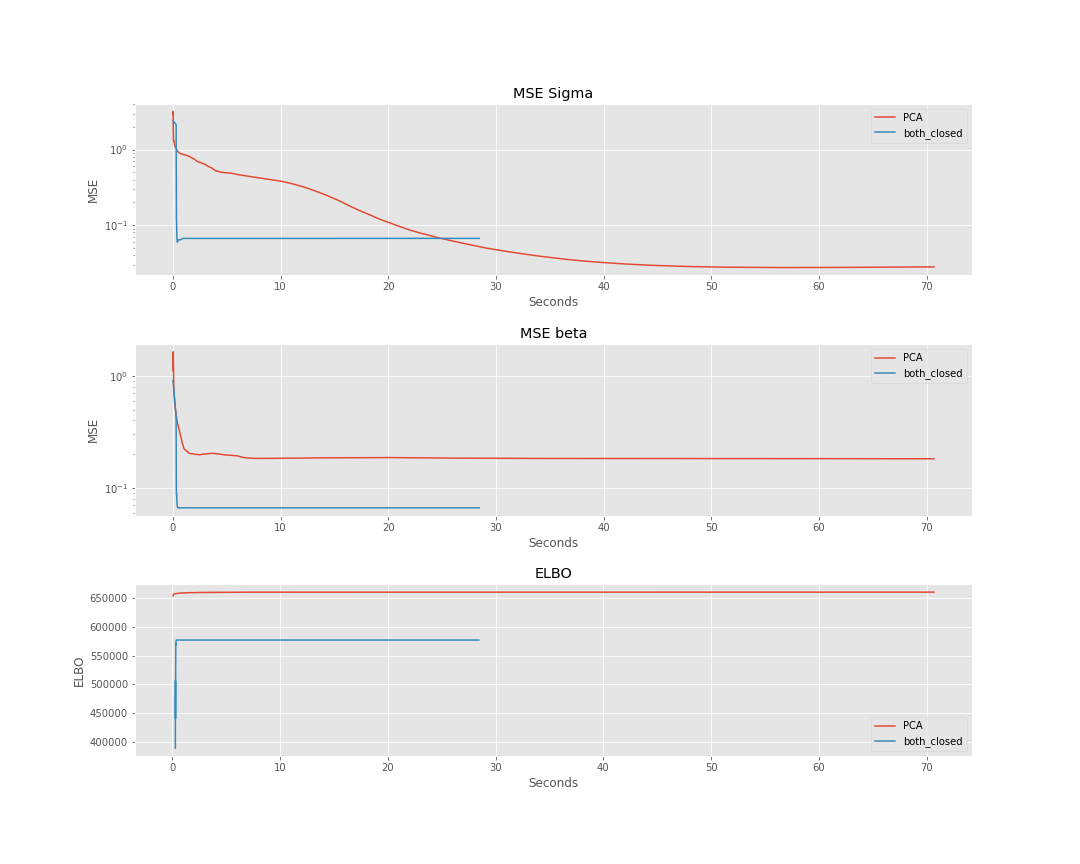 MSE Sigma
10⁰
10⁻¹
MSE
PCA
both_closed
0 10 20 30 40 50 60 70
Seconds
MSE beta
10⁰
10⁻¹
MSE
PCA
both_closed
0 10 20 30 40 50 60 70
Seconds
ELBO
650000
600000
550000
500000
450000
400000
ELBO
PCA
both_closed
0 10 20 30 40 50 60 70
Seconds